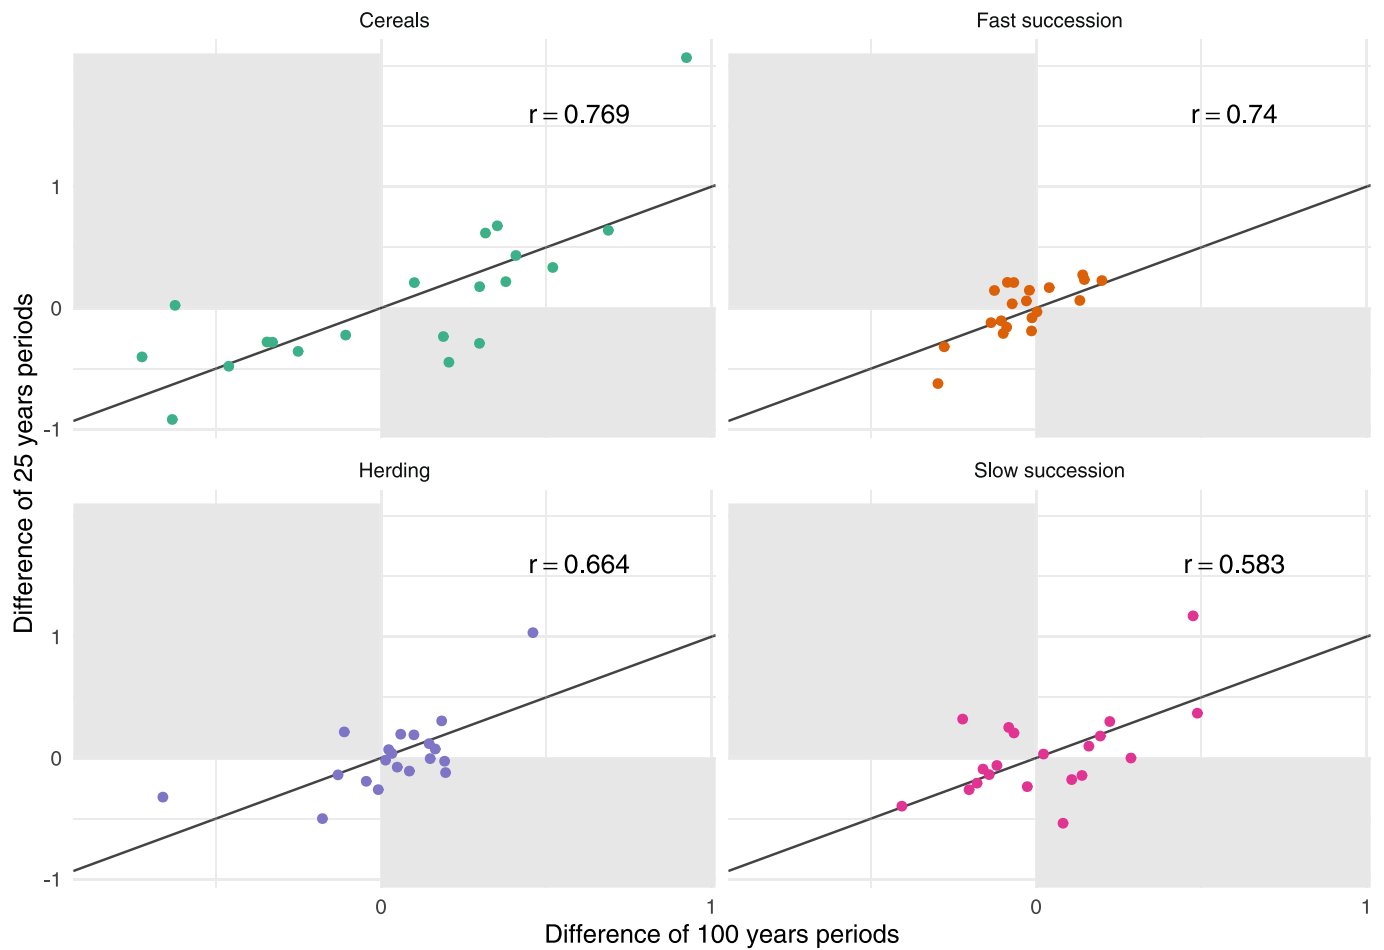 Cereals
Fast succession
r = 0.769
r = 0.74
1
0
-1
Herding
Slow succession
r = 0.664
r = 0.583
1
0
-1
0
1
0
1
Difference of 100 years periods
Difference of 25 years periods